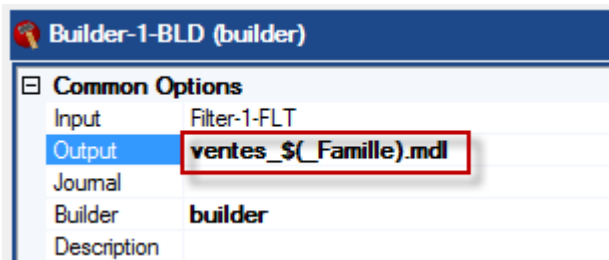 Builder-1-BLD (builder)
Common Options
Input Filter-1-FLT
Output ventes_$(_Famille).mdl
Journal
Builder builder
Description